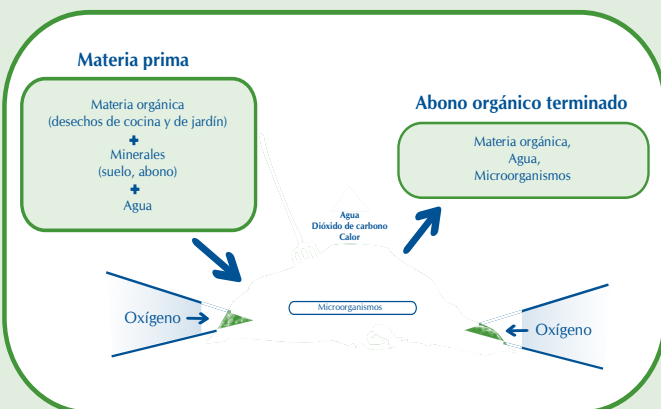 Materia prima
Materia orgánica
(desechos de cocina y de jardín)
+
Minerales
(suelo, abono)
+
Agua
Abono orgánico terminado
Materia orgánica,
Agua,
Microorganismos
Agua
Dióxido de carbono
Calor
Microorganismos
Oxígeno
Oxígeno